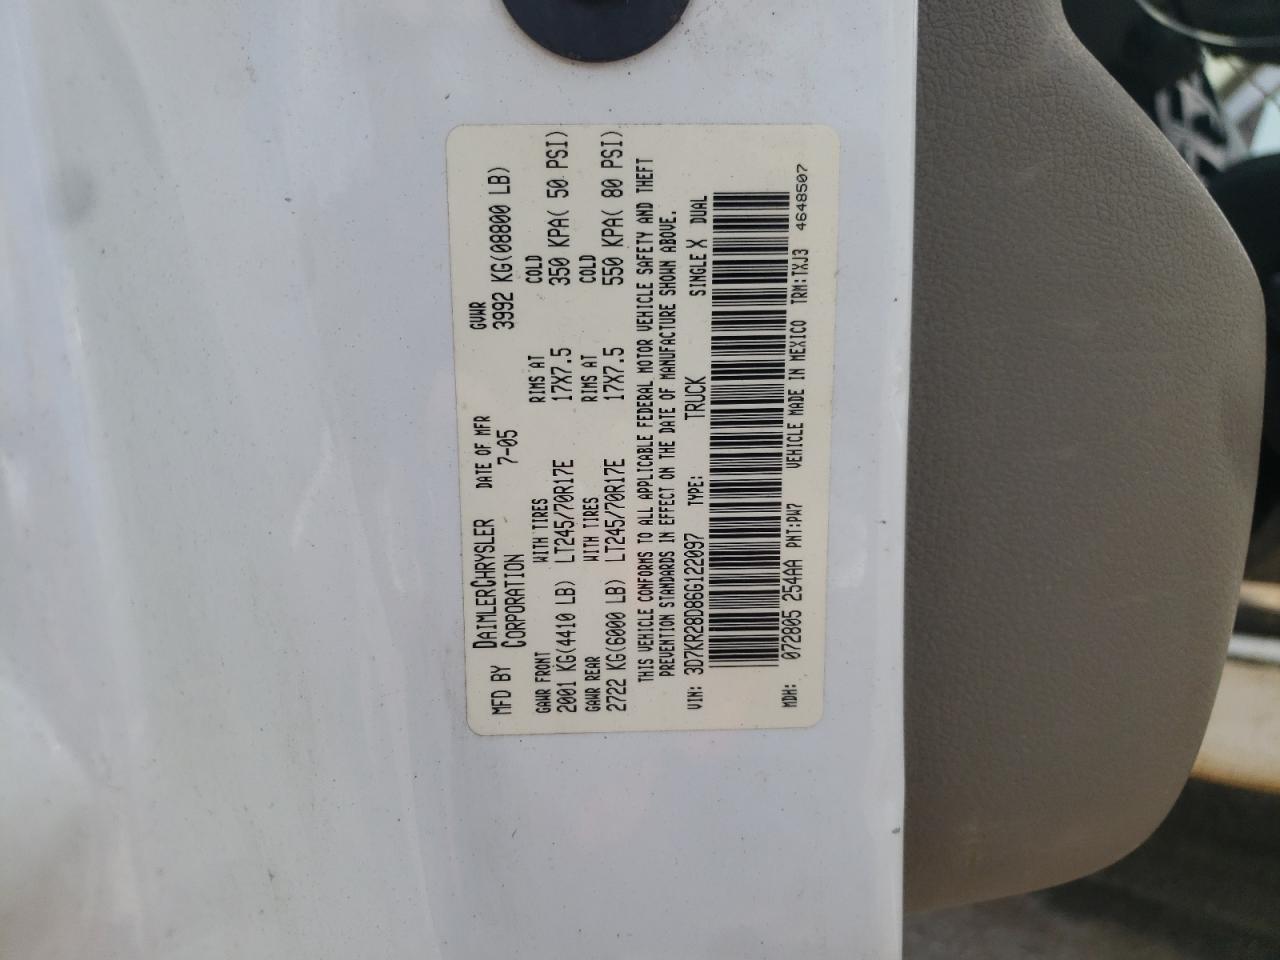 MFD BY DAIMLERCHRYSLER CORPORATION DATE OF MFR 7-05 GVWR 3992 KG(08800 LB)
GAWR FRONT WITH TIRES RIMS AT COLD
2001 KG(4410 LB) LT245/70R17E 17X7.5 350 KPA( 50 PSI)
GAWR REAR WITH TIRES RIMS AT COLD
2722 KG(6000 LB) LT245/70R17E 17X7.5 550 KPA( 80 PSI)
THIS VEHICLE CONFORMS TO ALL APPLICABLE FEDERAL MOTOR VEHICLE SAFETY AND THEFT
PREVENTION STANDARDS IN EFFECT ON THE DATE OF MANUFACTURE SHOWN ABOVE.
VIN: 3D7KR28D86G122097 TYPE: TRUCK SINGLE X DUAL
MDH: 072805 254AA PNT:PW7 VEHICLE MADE IN MEXICO TRM:TXJ3 4648507